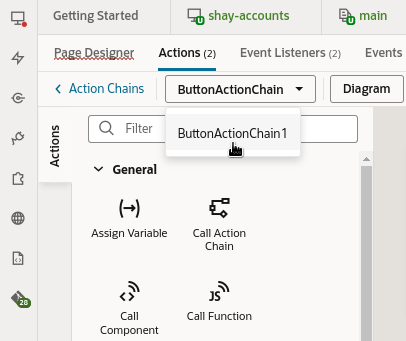 Getting Started
shay-accounts
main
Page Designer
Actions (2)
Event Listeners (2)
Events
Action Chains
ButtonActionChain
Diagram
ButtonActionChain1
Actions
Filter
General
Assign Variable
Call Action
Chain
Call
Component
Call Function
JS
28